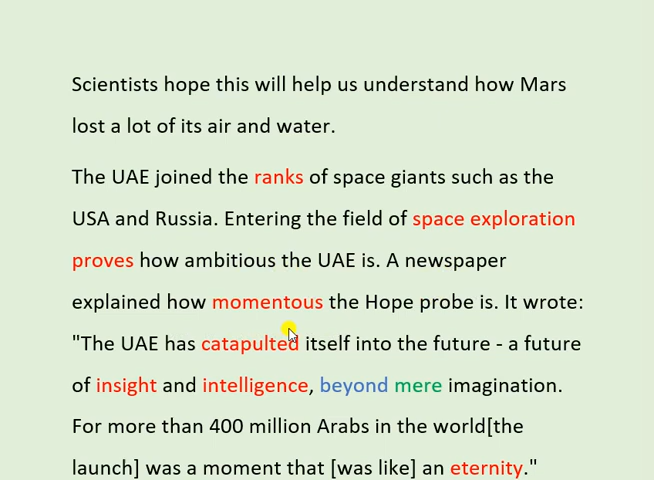 Scientists hope this will help us understand how Mars
lost a lot of its air and water.
The UAE joined the ranks of space giants such as the
USA and Russia. Entering the field of space exploration
proves how ambitious the UAE is. A newspaper
explained how momentous the Hope probe is. It wrote:
"The UAE has catapulted itself into the future - a future
of insight and intelligence, beyond mere imagination.
For more than 400 million Arabs in the world[the
launch] was a moment that [was like] an eternity."